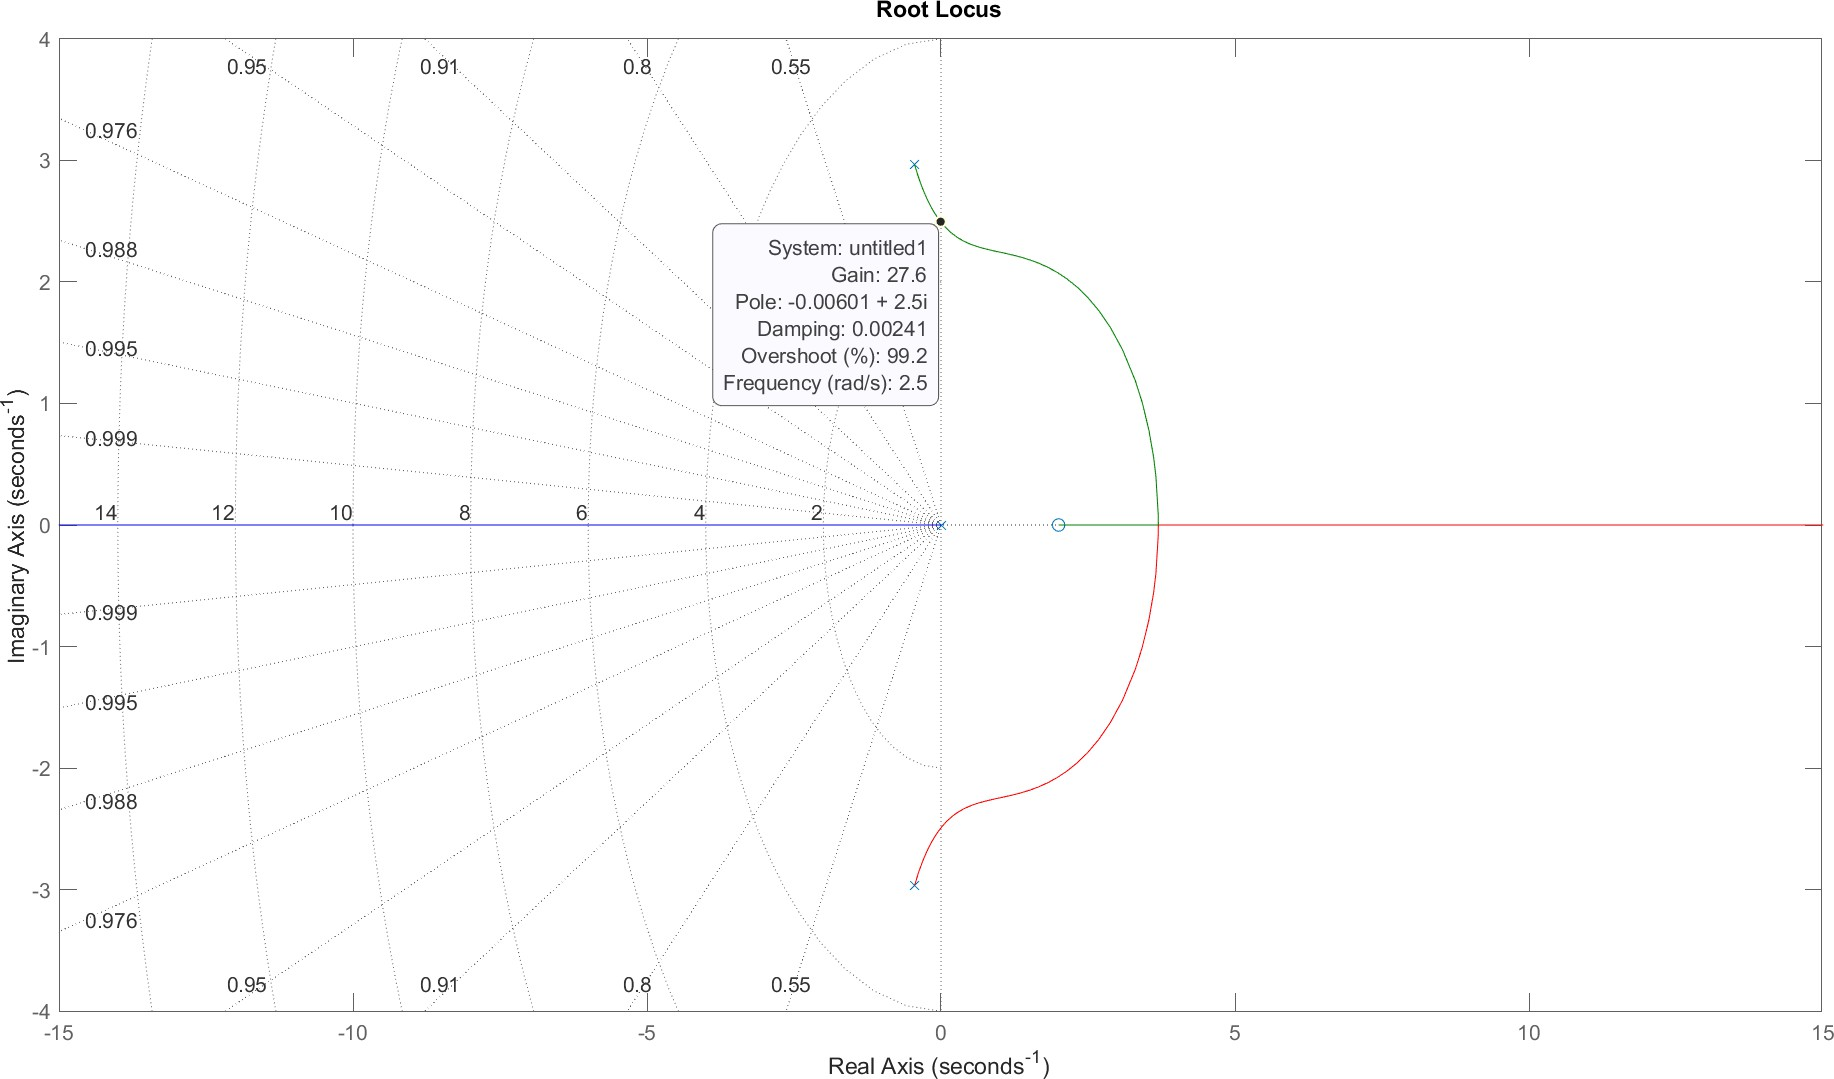 Root Locus
4
0.95 0.91 0.8 0.55
0.976
3
0.988
System: untitled1
Gain: 27.6
2
Pole: -0.00601 + 2.5i
Damping: 0.00241
0.995
Overshoot (%): 99.2
Frequency (rad/s): 2.5
1
0.999
14 12 10 8 6 4 2
0
0.999
-1
0.995
-2
0.988
-3
0.976
0.95 0.91 0.8 0.55
-4
-15 -10 -5 0 5 10 15
Real Axis (seconds⁻¹)
Imaginary Axis (seconds⁻¹)